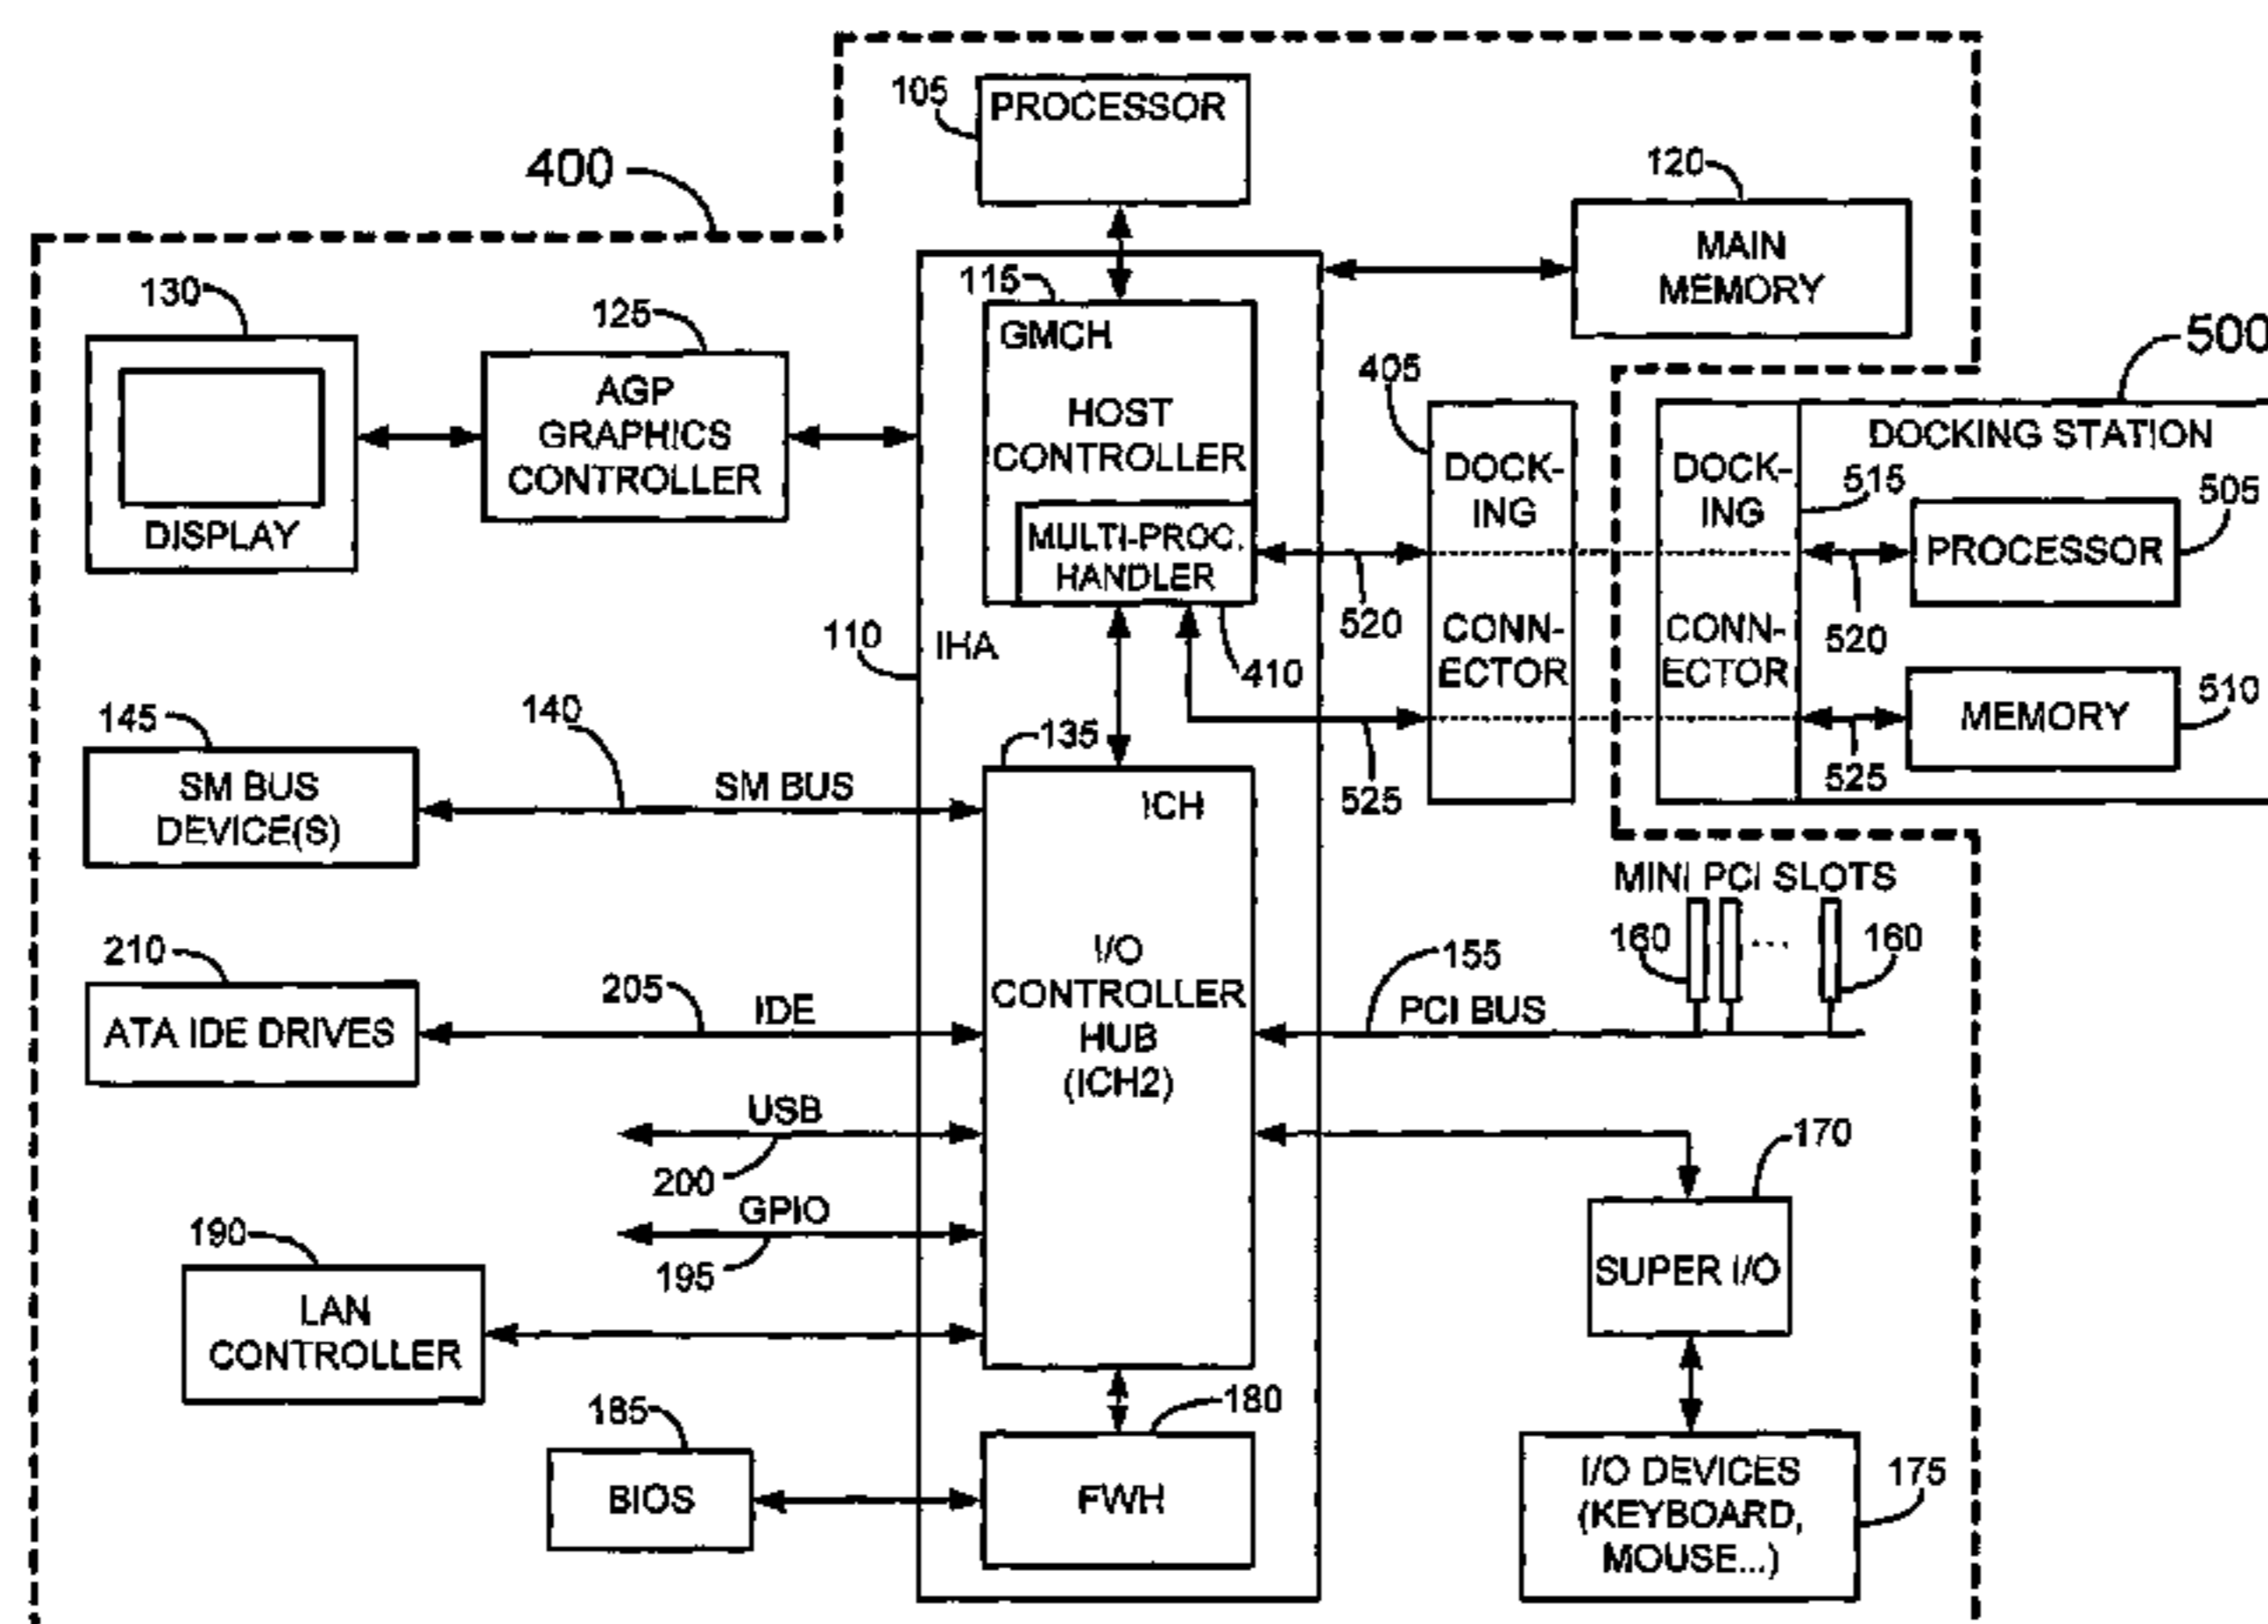 105
PROCESSOR
400
120
MAIN
MEMORY
130
DISPLAY
125
AGP
GRAPHICS
CONTROLLER
115
GMCH
HOST
CONTROLLER
MULTI-PROC.
HANDLER
410
110
IHA
405
DOCK-
ING
CONN-
ECTOR
520
525
500
DOCKING STATION
DOCK-
ING
CONN-
ECTOR
515
505
PROCESSOR
520
510
MEMORY
525
145
SM BUS
DEVICE(S)
140
SM BUS
135
ICH
I/O
CONTROLLER
HUB
(ICH2)
210
ATA IDE DRIVES
205
IDE
USB
200
GPIO
195
190
LAN
CONTROLLER
185
BIOS
180
FWH
MINI PCI SLOTS
160
...
160
155
PCI BUS
170
SUPER I/O
I/O DEVICES
(KEYBOARD,
MOUSE...)
175